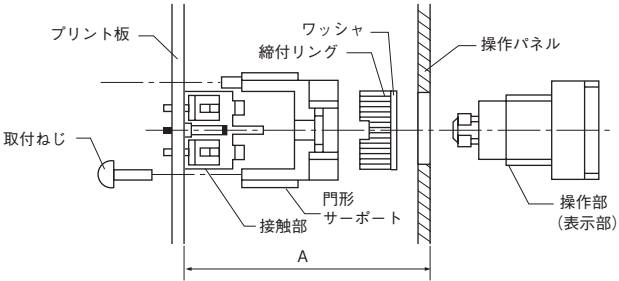 プリント板
ワッシャ
締付リング
操作パネル
取付ねじ
門形
サーポート
接触部
操作部
(表示部)
A